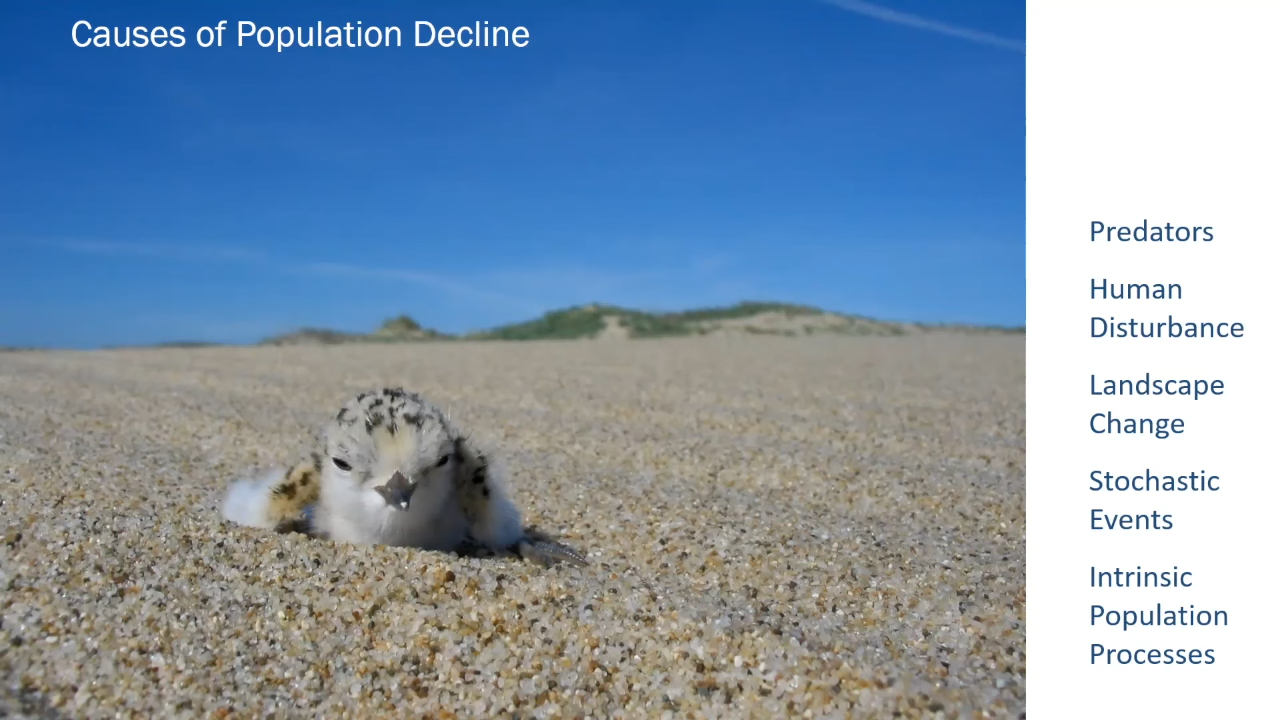 Causes of Population Decline
Predators
Human
Disturbance
Landscape
Change
Stochastic
Events
Intrinsic
Population
Processes